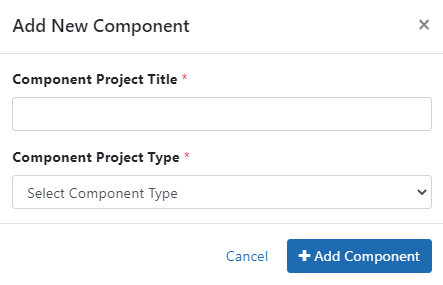 Add New Component ×
Component Project Title *
Component Project Type *
Select Component Type
Cancel + Add Component